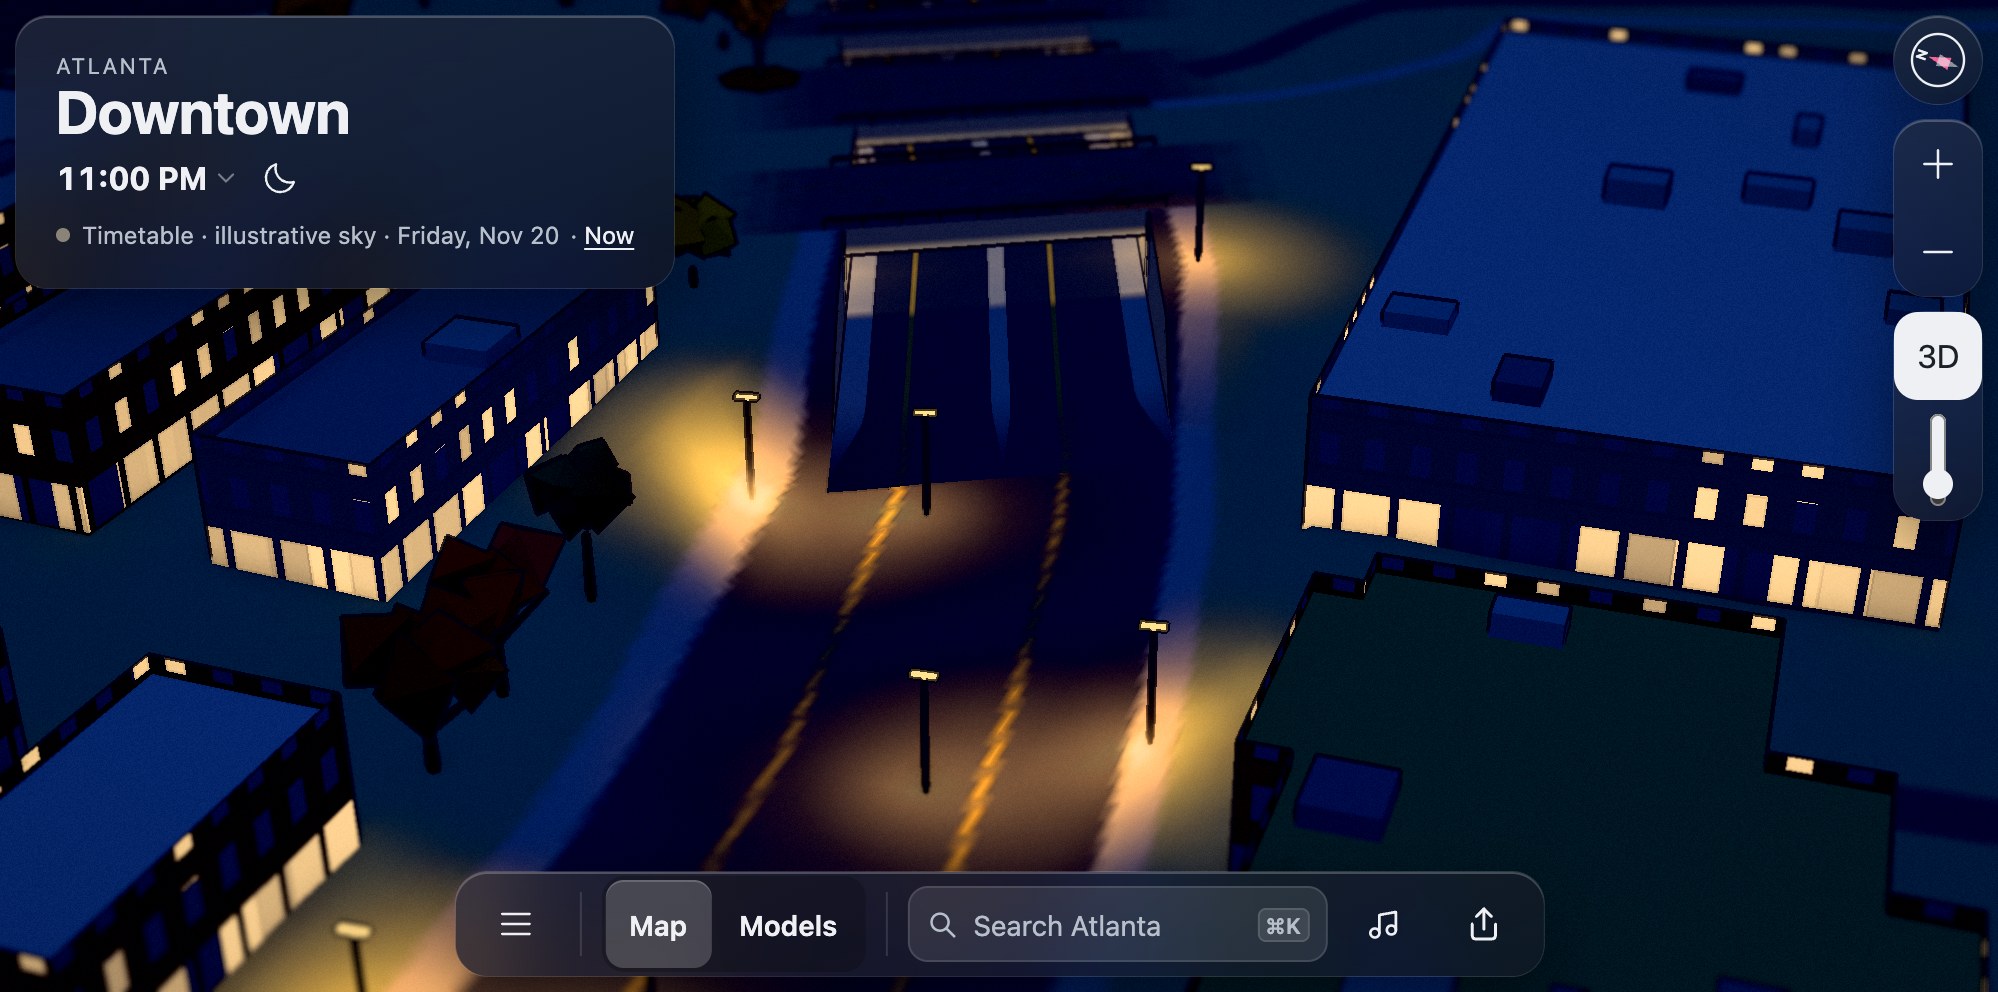 ATLANTA
Downtown
11:00 PM
Timetable · illustrative sky · Friday, Nov 20 · Now
N
3D
Map
Models
Search Atlanta
⌘K